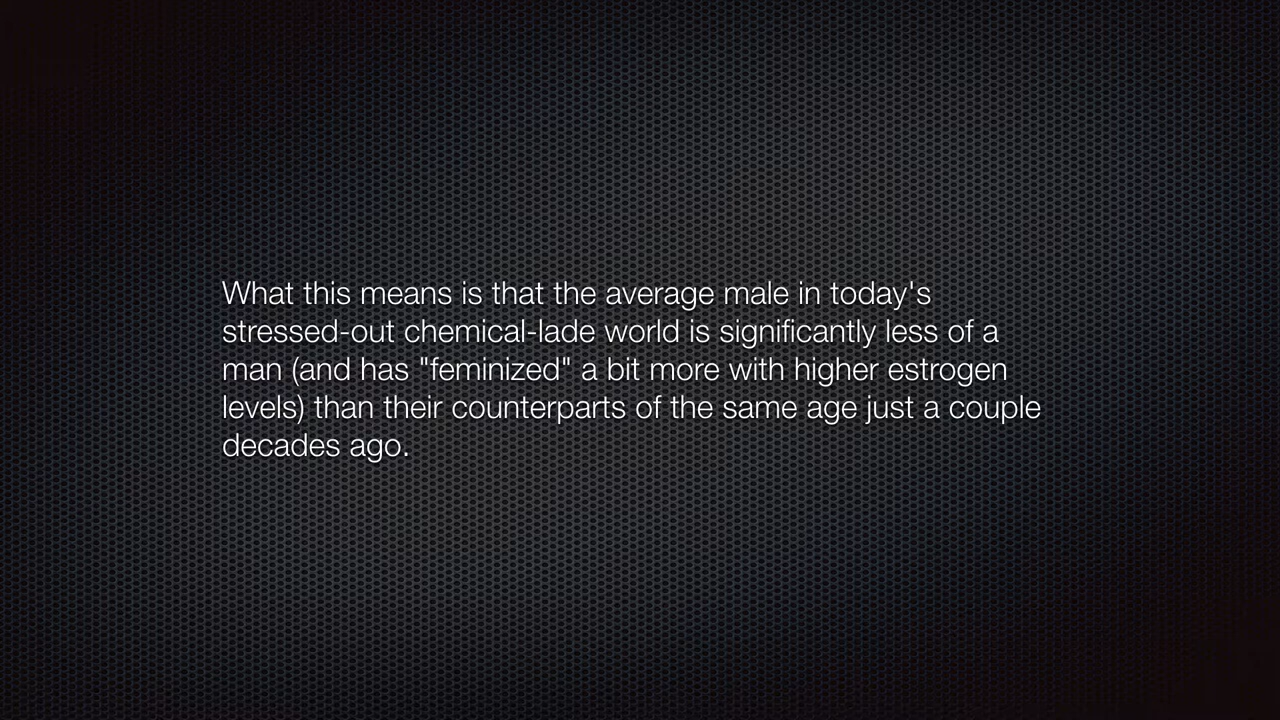 What this means is that the average male in today's
stressed-out chemical-lade world is significantly less of a
man (and has "feminized" a bit more with higher estrogen
levels) than their counterparts of the same age just a couple
decades ago.